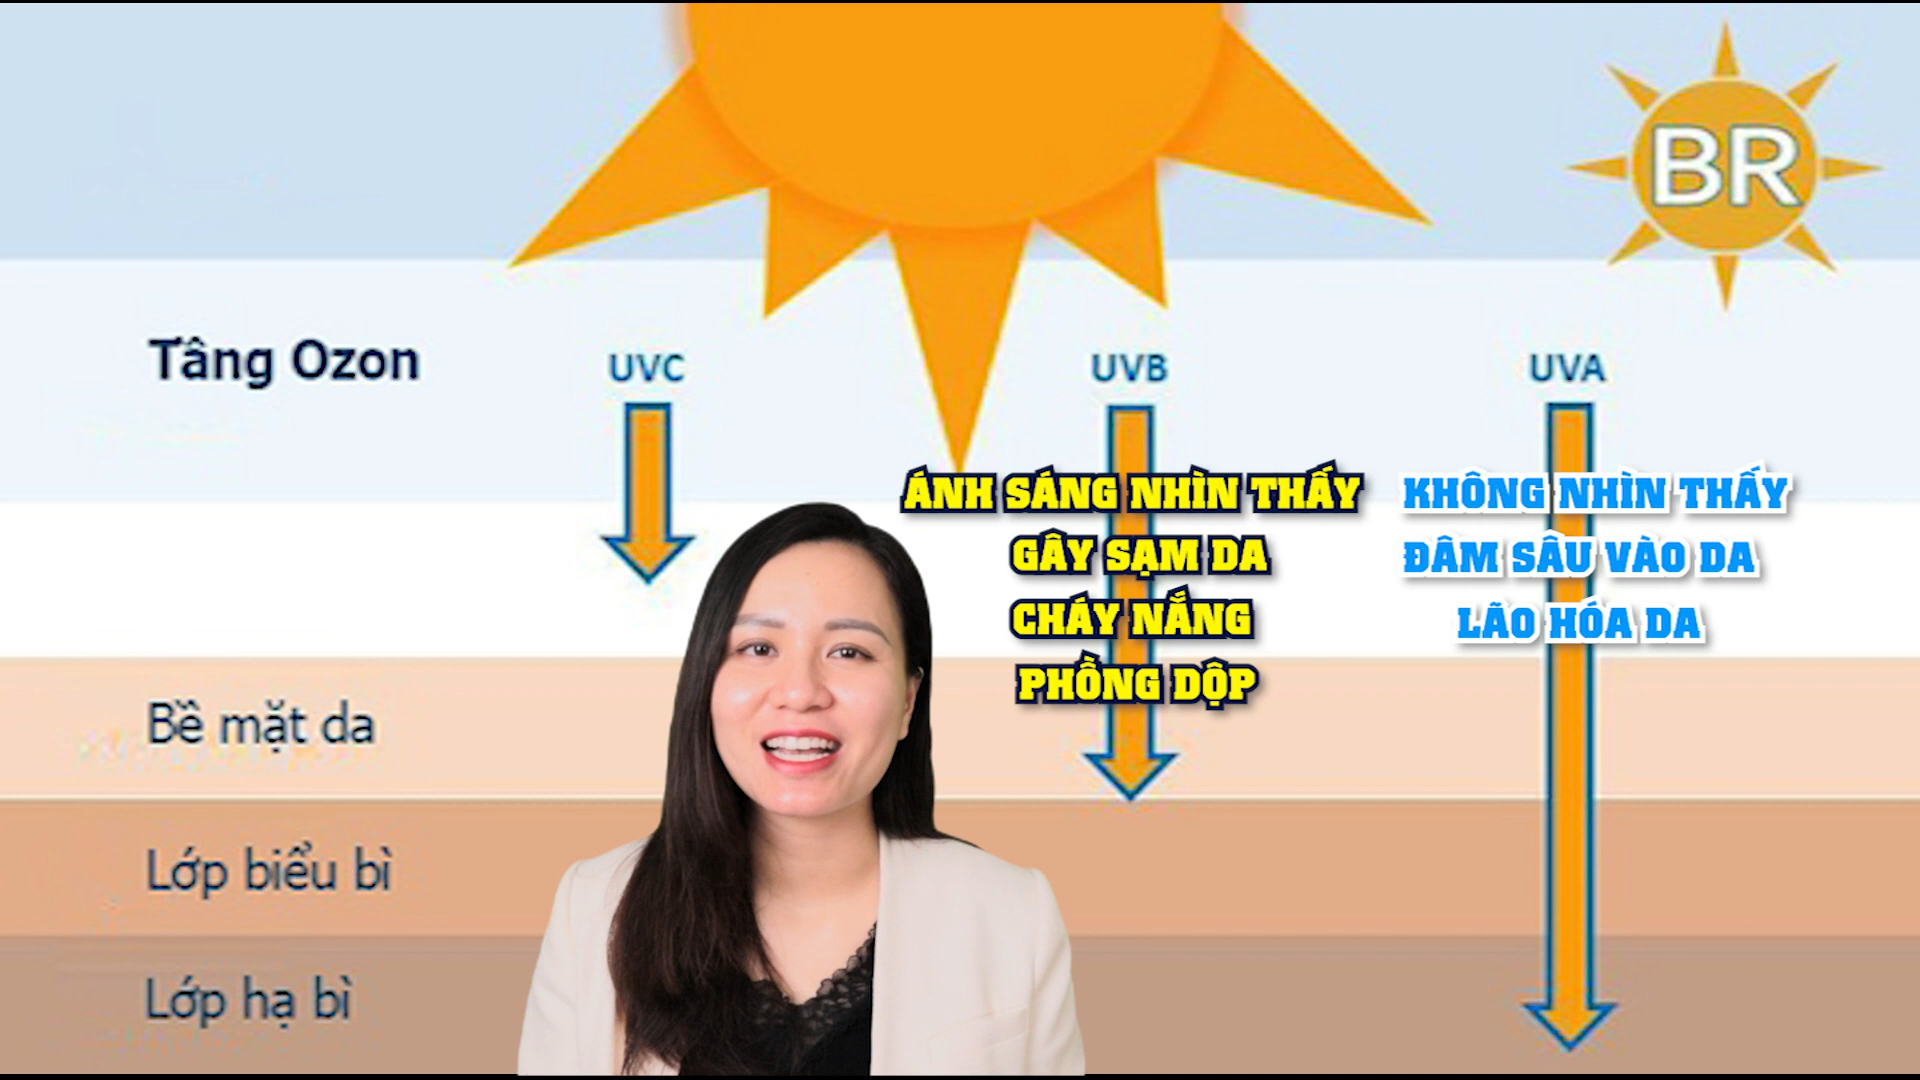 BR
Tâng Ozon
UVC
UVB
UVA
ÁNH SÁNG NHÌN THẤY
GÂY SẠM DA
CHÁY NẮNG
PHỒNG DỘP
KHÔNG NHÌN THẤY
ĐÂM SÂU VÀO DA
LÃO HÓA DA
Bề mặt da
Lớp biểu bì
Lớp hạ bì